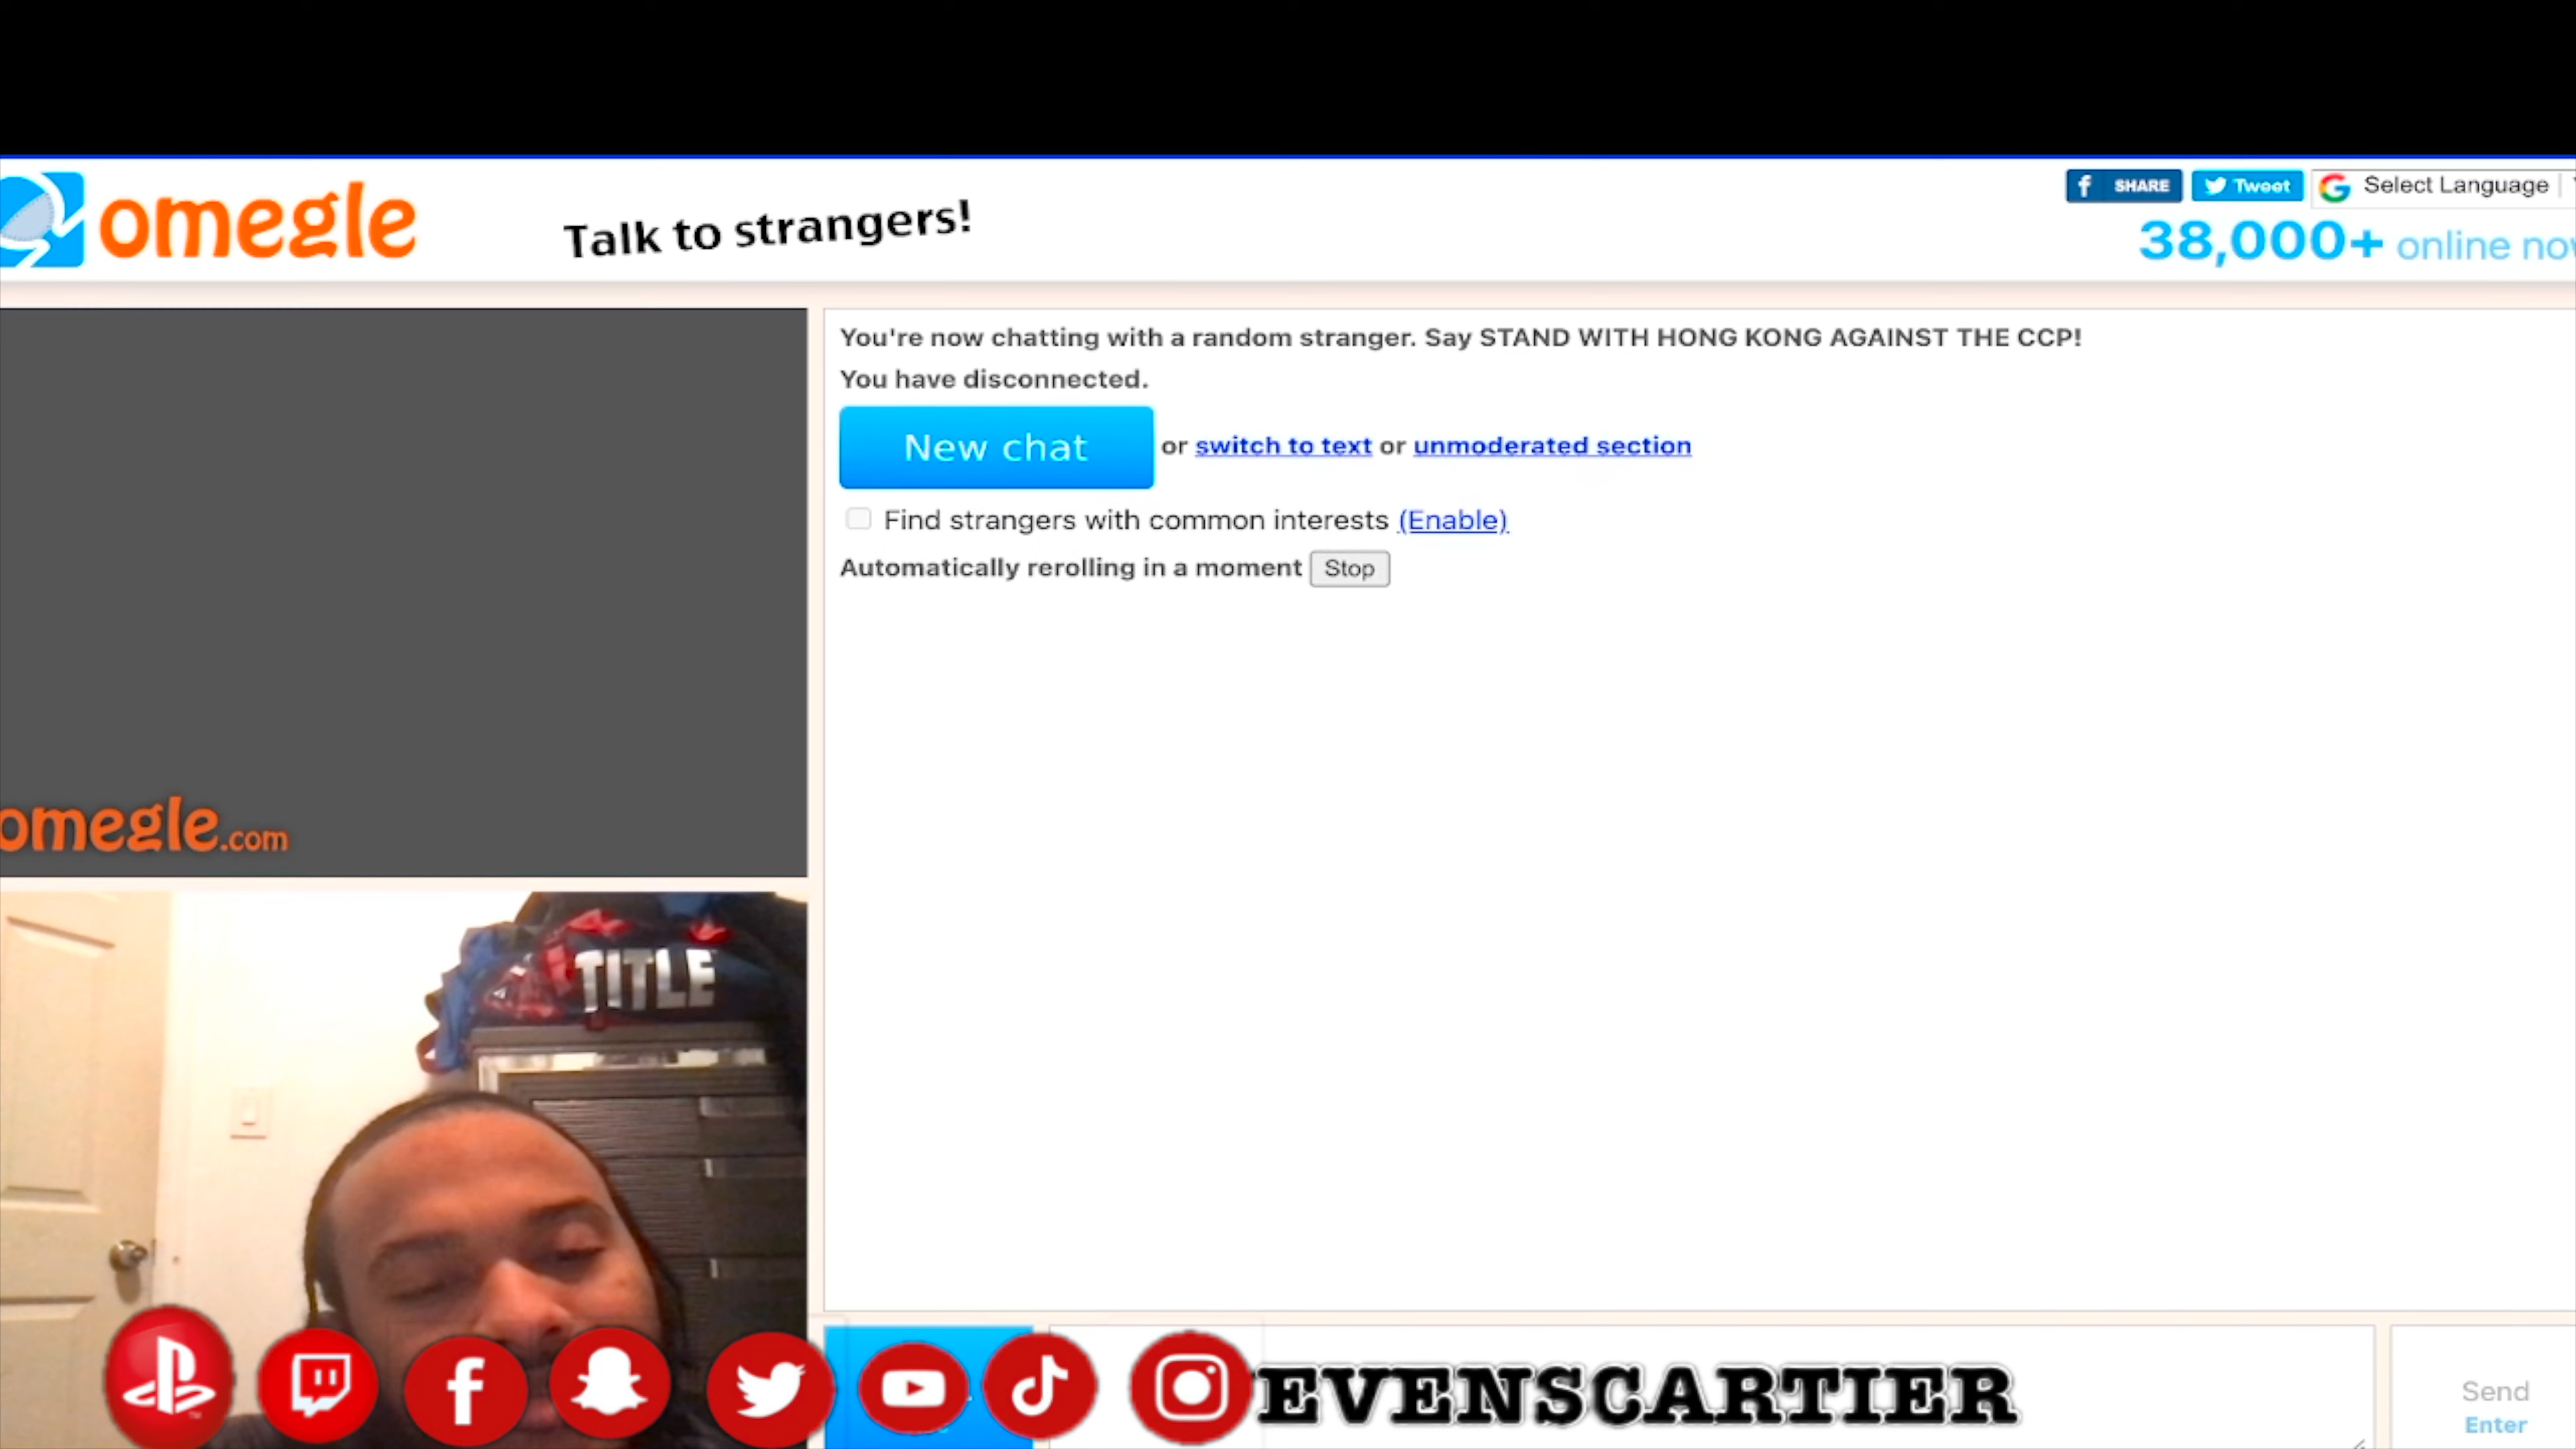 omegle
Talk to strangers!
SHARE
Tweet
Select Language
38,000+ online now
You're now chatting with a random stranger. Say STAND WITH HONG KONG AGAINST THE CCP!
You have disconnected.
New chat or switch to text or unmoderated section
Find strangers with common interests (Enable)
Automatically rerolling in a moment Stop
omegle.com
TITLE
EVENSCARTIER
Send
Enter